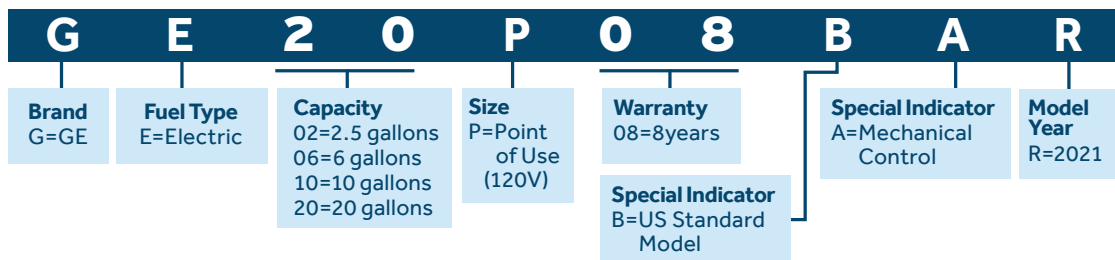 G E 2 0 P 0 8 B A R
Brand
G=GE
Fuel Type
E=Electric
Capacity
02=2.5 gallons
06=6 gallons
10=10 gallons
20=20 gallons
Size
P=Point
of Use
(120V)
Warranty
08=8years
Special Indicator
B=US Standard
Model
Special Indicator
A=Mechanical
Control
Model
Year
R=2021